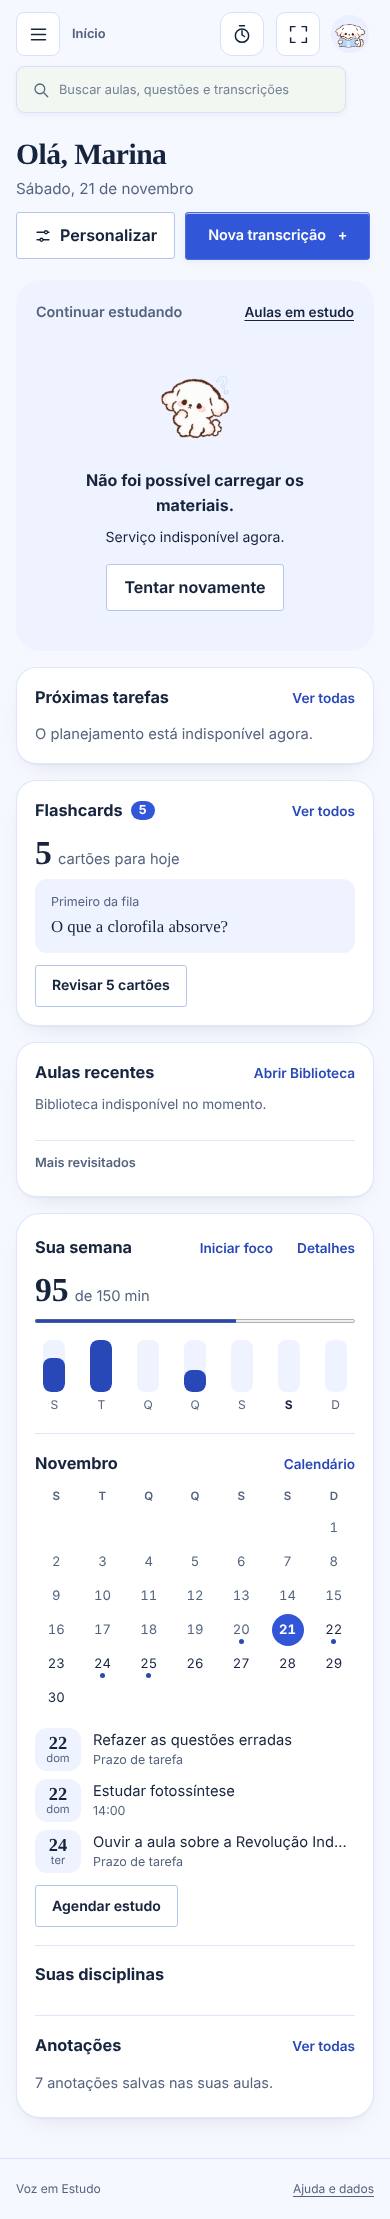 Início
Buscar aulas, questões e transcrições
Olá, Marina
Sábado, 21 de novembro
Personalizar
Nova transcrição +
Continuar estudando
Aulas em estudo
Não foi possível carregar os
materiais.
Serviço indisponível agora.
Tentar novamente
Próximas tarefas
Ver todas
O planejamento está indisponível agora.
Flashcards 5
Ver todos
5 cartões para hoje
Primeiro da fila
O que a clorofila absorve?
Revisar 5 cartões
Aulas recentes
Abrir Biblioteca
Biblioteca indisponível no momento.
Mais revisitados
Sua semana
Iniciar foco
Detalhes
95 de 150 min
S T Q Q S S D
Novembro
Calendário
S T Q Q S S D
1
2 3 4 5 6 7 8
9 10 11 12 13 14 15
16 17 18 19 20 21 22
23 24 25 26 27 28 29
30
22
dom
Refazer as questões erradas
Prazo de tarefa
22
dom
Estudar fotossíntese
14:00
24
ter
Ouvir a aula sobre a Revolução Ind...
Prazo de tarefa
Agendar estudo
Suas disciplinas
Anotações
Ver todas
7 anotações salvas nas suas aulas.
Voz em Estudo
Ajuda e dados